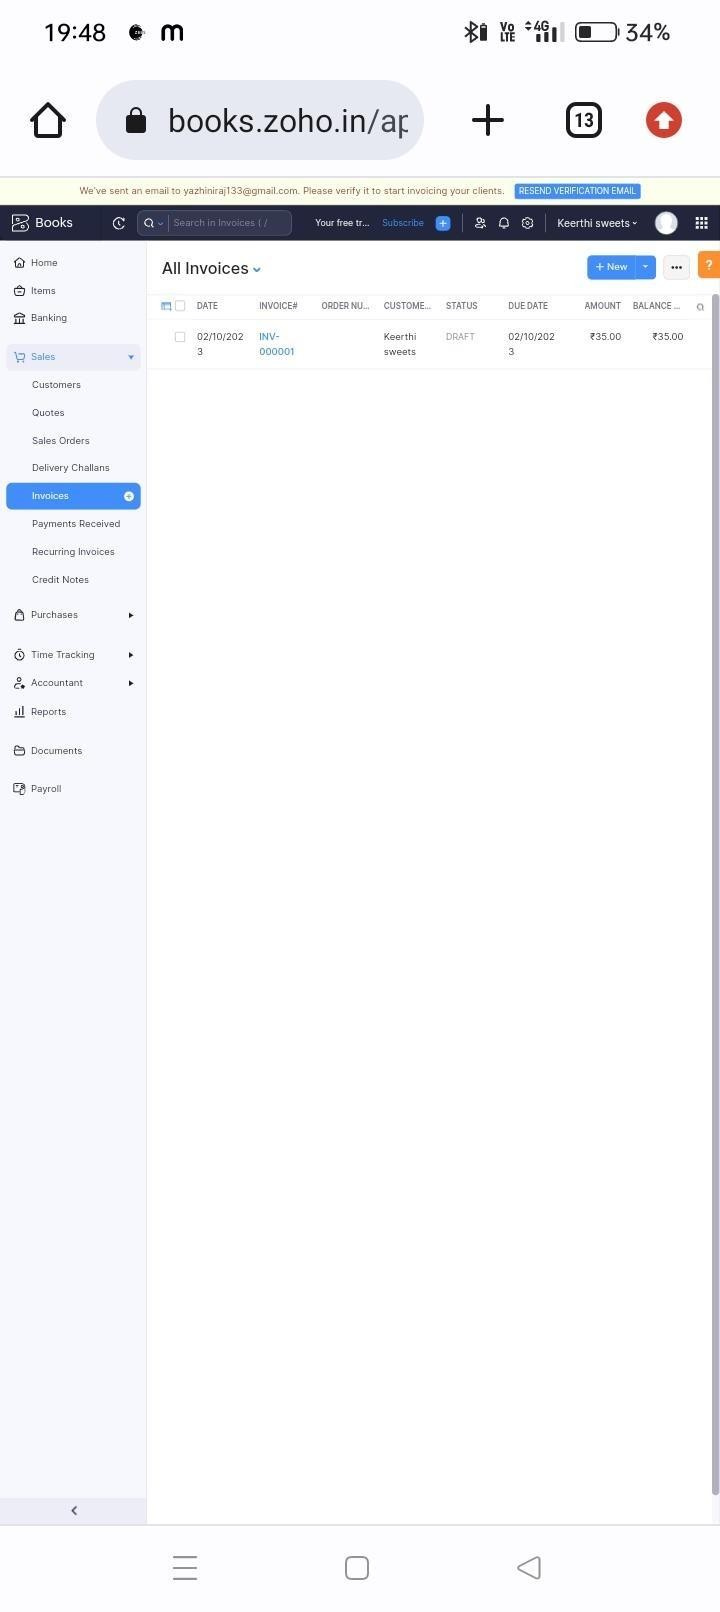 19:48
m
Vo LTE 4G 34%
books.zoho.in/ap
13
We've sent an email to yazhiniraj133@gmail.com. Please verify it to start invoicing your clients. RESEND VERIFICATION EMAIL
Books
Search in Invoices ( /
Your free tr...
Subscribe
Keerthi sweets
Home
Items
Banking
Sales
Customers
Quotes
Sales Orders
Delivery Challans
Invoices
Payments Received
Recurring Invoices
Credit Notes
Purchases
Time Tracking
Accountant
Reports
Documents
Payroll
All Invoices
+ New
...
?
DATE INVOICE# ORDER NU... CUSTOME... STATUS DUE DATE AMOUNT BALANCE ...
02/10/202 INV- Keerthi DRAFT 02/10/202 ₹35.00 ₹35.00
3 000001 sweets 3